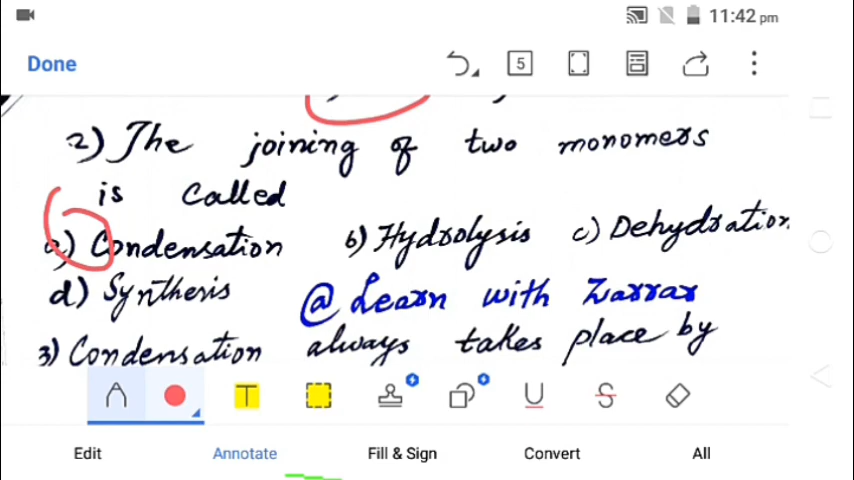 11:42 pm
Done
5
2) The joining of two monomers
is called
a) Condensation b) Hydrolysis c) Dehydration
d) Synthesis @ Learn with Zarrar
3) Condensation always takes place by
T U S
Edit Annotate Fill & Sign Convert All